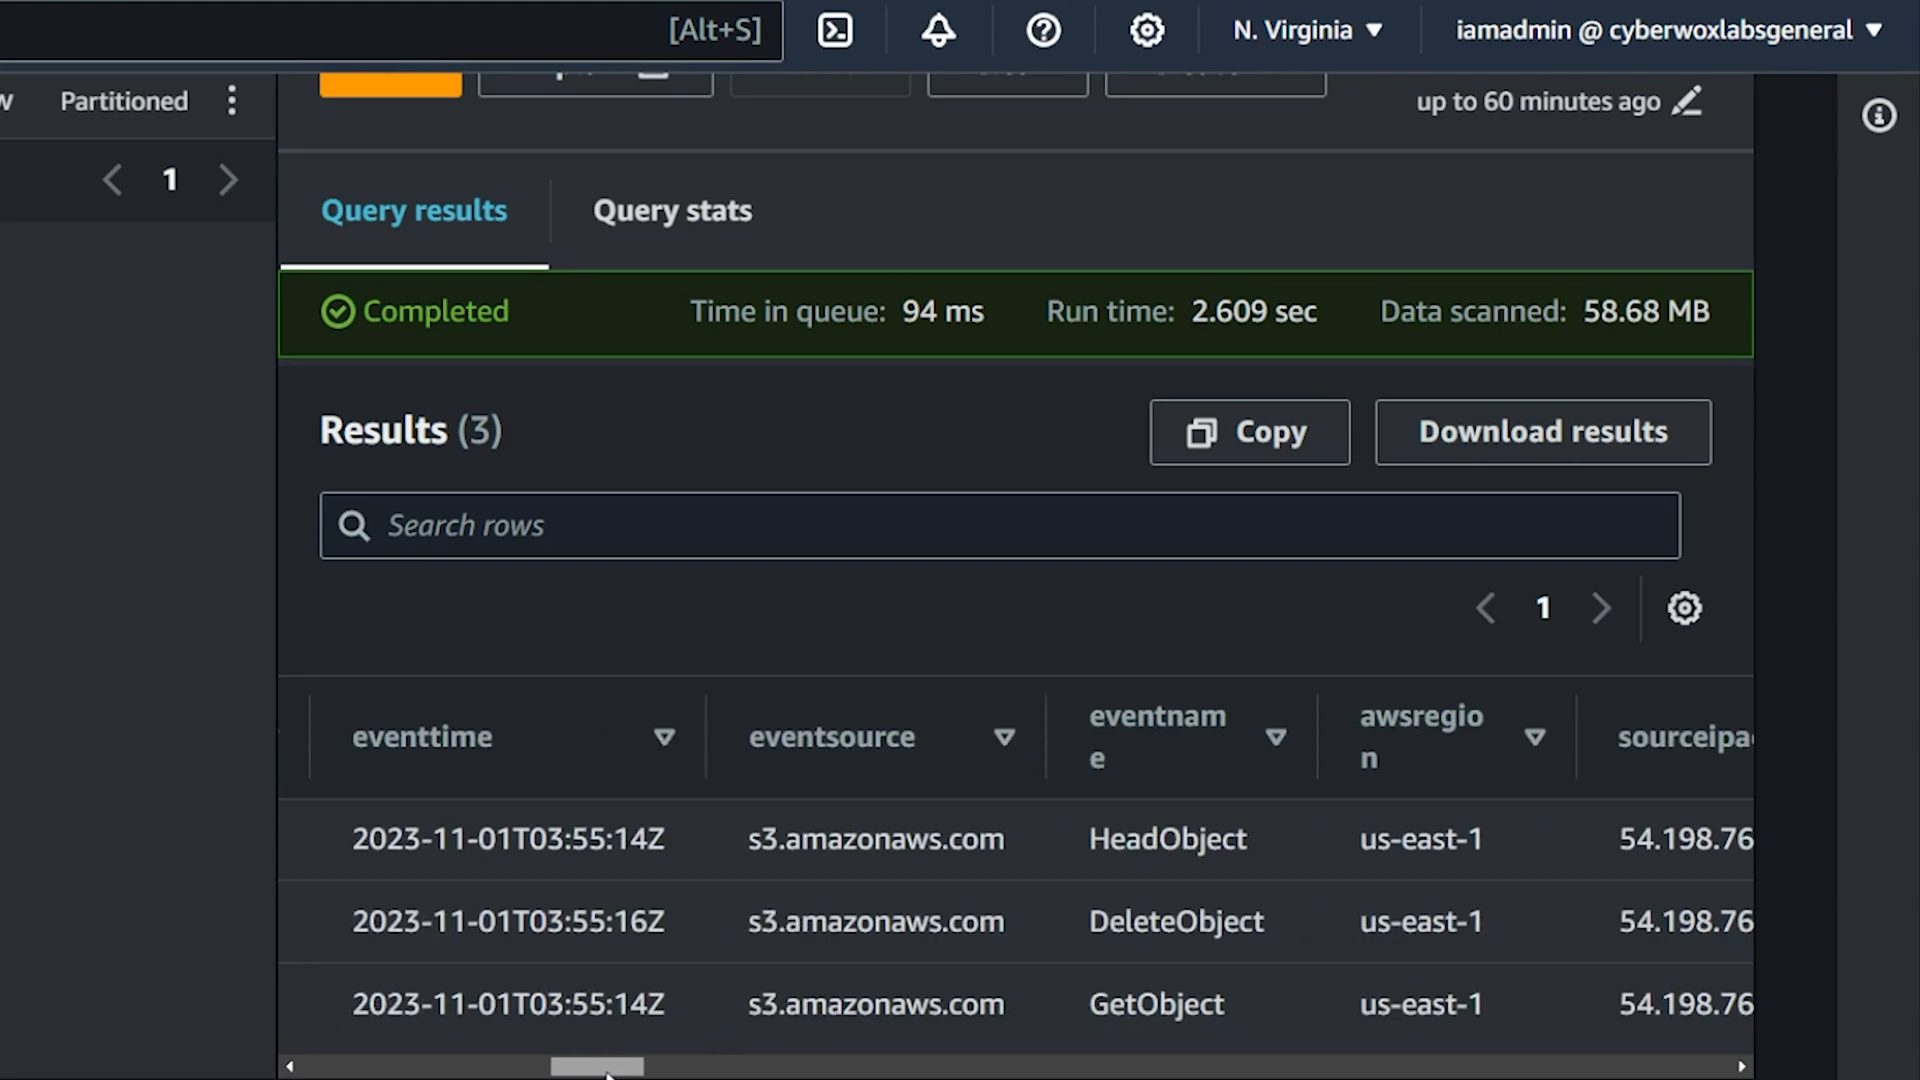 [Alt+S]
N. Virginia
iamadmin @ cyberwoxlabsgeneral
Partitioned
up to 60 minutes ago
1
Query results
Query stats
Completed
Time in queue: 94 ms
Run time: 2.609 sec
Data scanned: 58.68 MB
Results (3)
Copy
Download results
Search rows
1
eventtime
eventsource
eventnam
e
awsregio
n
sourceipa
2023-11-01T03:55:14Z s3.amazonaws.com HeadObject us-east-1 54.198.76
2023-11-01T03:55:16Z s3.amazonaws.com DeleteObject us-east-1 54.198.76
2023-11-01T03:55:14Z s3.amazonaws.com GetObject us-east-1 54.198.76